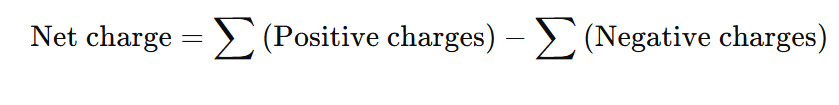 Net charge = ∑ (Positive charges) − ∑ (Negative charges)